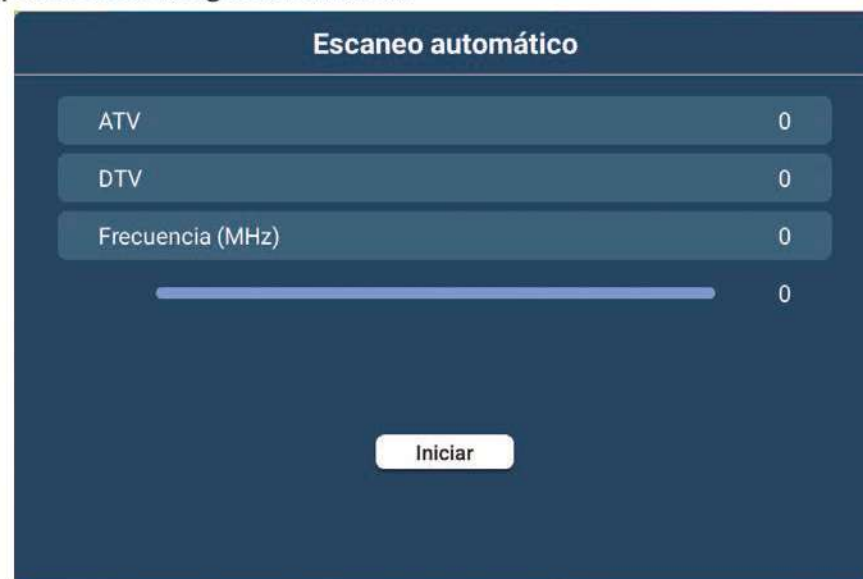 Escaneo automático
ATV 0
DTV 0
Frecuencia (MHz) 0
0
Iniciar